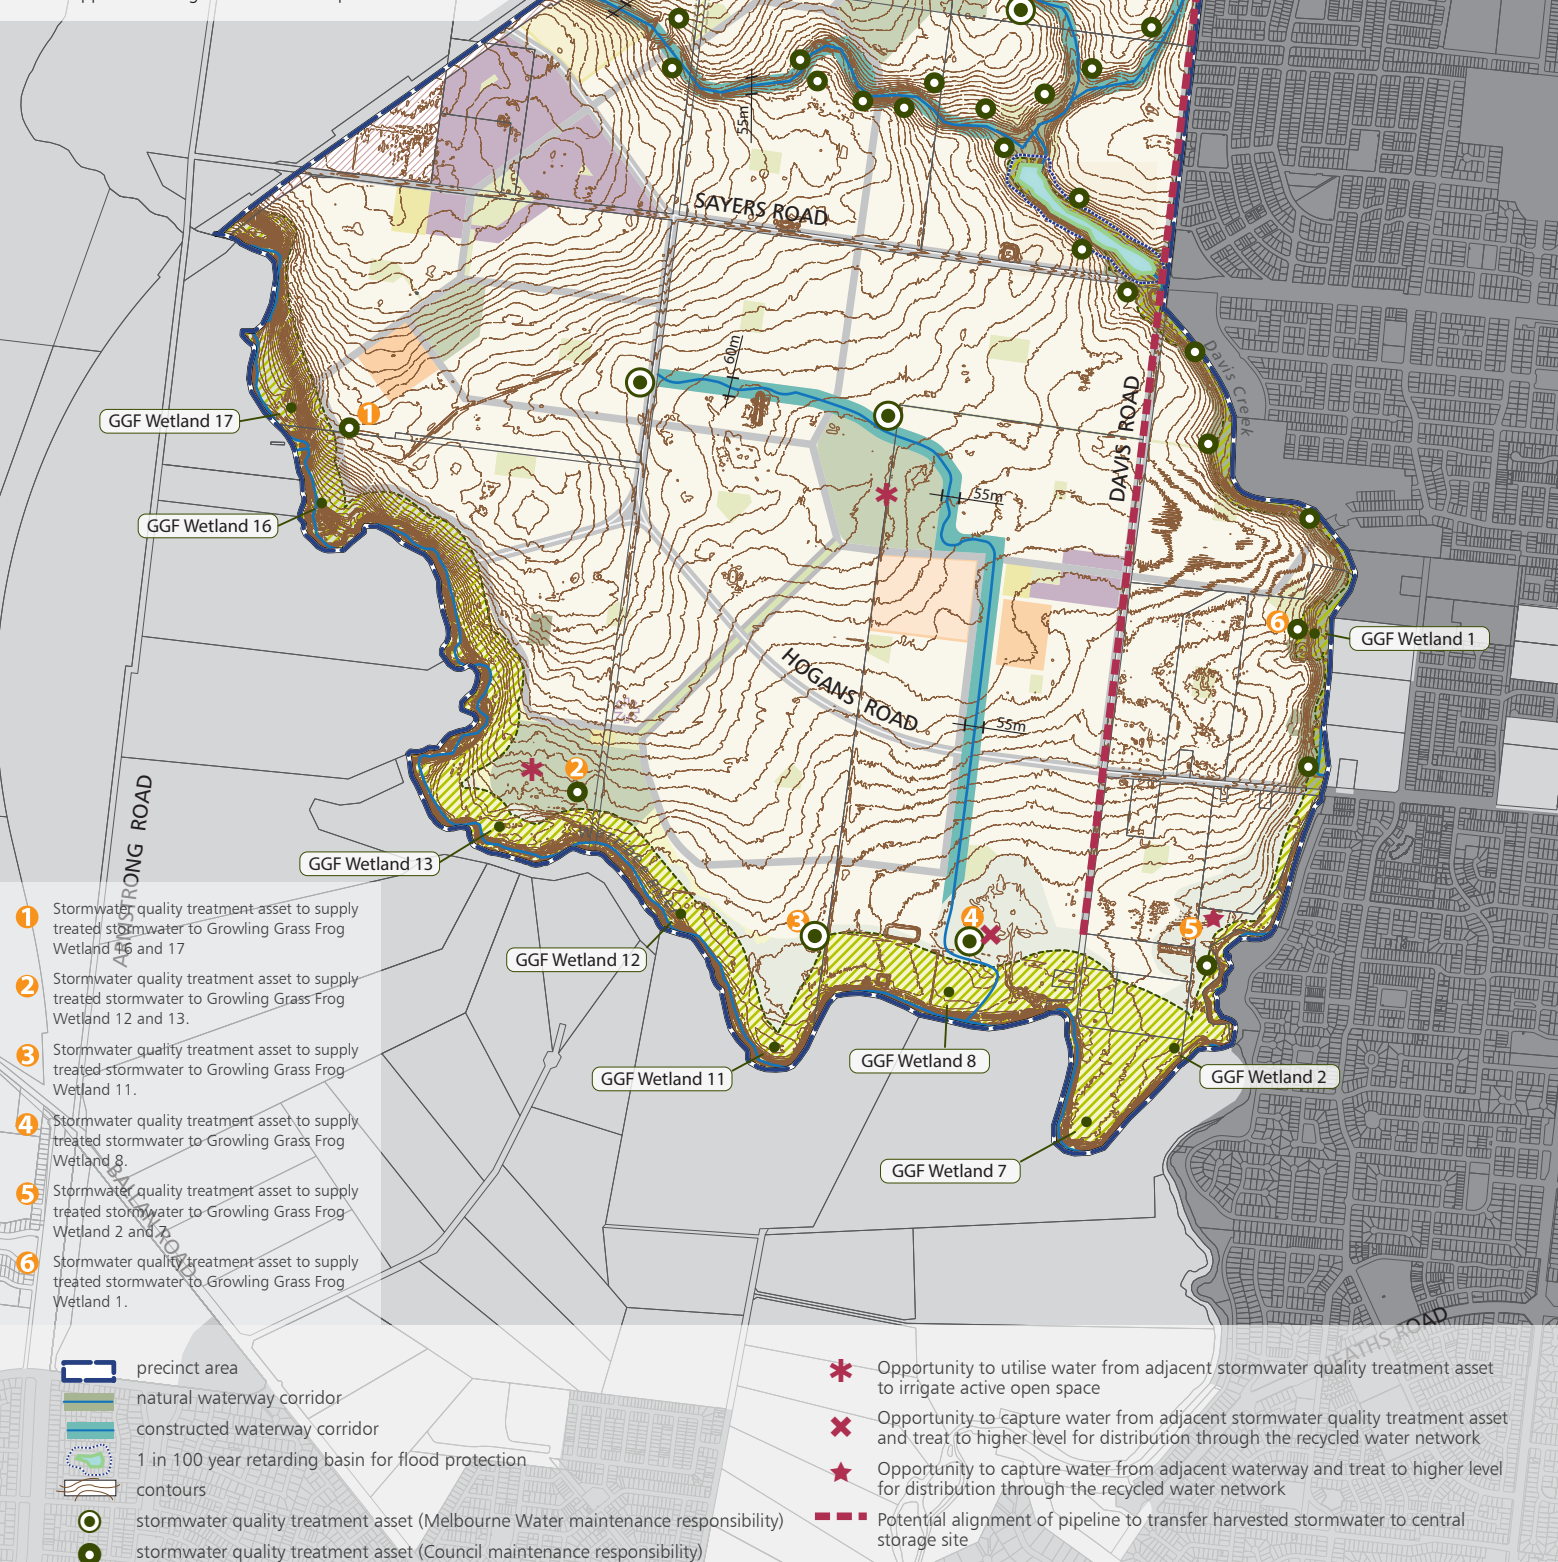 55m
SAYERS ROAD
Davis Creek
60m
DAVIS ROAD
GGF Wetland 17
1
55m
GGF Wetland 16
6
GGF Wetland 1
HOGANS ROAD
55m
2
ARMSTRONG ROAD
GGF Wetland 13
3
4
5
GGF Wetland 12
GGF Wetland 8
GGF Wetland 11
GGF Wetland 2
GGF Wetland 7
1 Stormwater quality treatment asset to supply
treated stormwater to Growling Grass Frog
Wetland 16 and 17
2 Stormwater quality treatment asset to supply
treated stormwater to Growling Grass Frog
Wetland 12 and 13.
3 Stormwater quality treatment asset to supply
treated stormwater to Growling Grass Frog
Wetland 11.
4 Stormwater quality treatment asset to supply
treated stormwater to Growling Grass Frog
Wetland 8.
5 Stormwater quality treatment asset to supply
treated stormwater to Growling Grass Frog
Wetland 2 and 7.
6 Stormwater quality treatment asset to supply
treated stormwater to Growling Grass Frog
Wetland 1.
BALLAN ROAD
HEATHS ROAD
precinct area
natural waterway corridor
constructed waterway corridor
1 in 100 year retarding basin for flood protection
contours
stormwater quality treatment asset (Melbourne Water maintenance responsibility)
stormwater quality treatment asset (Council maintenance responsibility)
Opportunity to utilise water from adjacent stormwater quality treatment asset
to irrigate active open space
Opportunity to capture water from adjacent stormwater quality treatment asset
and treat to higher level for distribution through the recycled water network
Opportunity to capture water from adjacent waterway and treat to higher level
for distribution through the recycled water network
Potential alignment of pipeline to transfer harvested stormwater to central
storage site